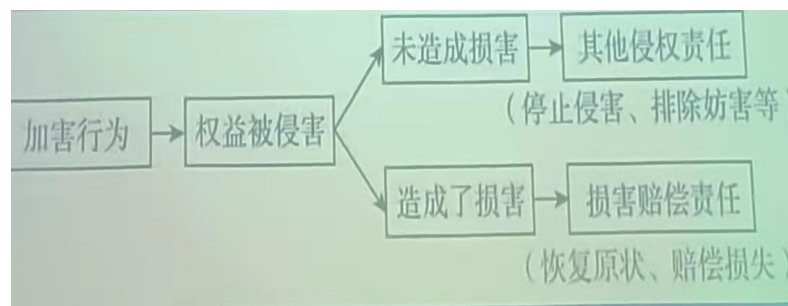 未造成损害
其他侵权责任
(停止侵害、排除妨害等)
加害行为
权益被侵害
造成了损害
损害赔偿责任
(恢复原状、赔偿损失)